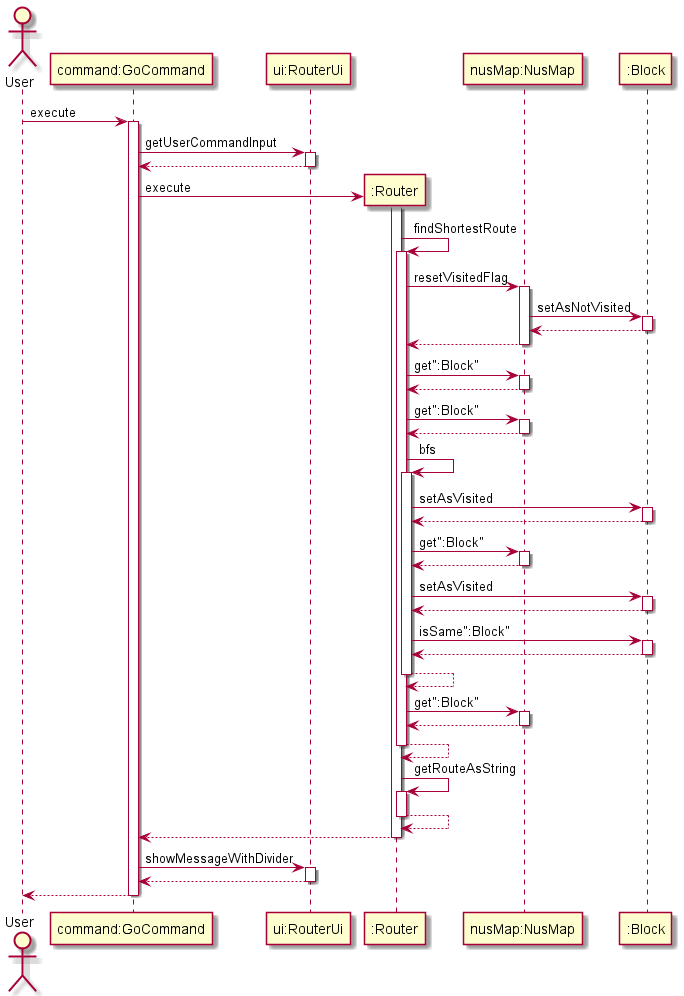 User
command:GoCommand
ui:RouterUi
nusMap:NusMap
:Block
execute
getUserCommandInput
execute
:Router
findShortestRoute
resetVisitedFlag
setAsNotVisited
get":Block"
get":Block"
bfs
setAsVisited
get":Block"
setAsVisited
isSame":Block"
get":Block"
getRouteAsString
showMessageWithDivider
User
command:GoCommand
ui:RouterUi
:Router
nusMap:NusMap
:Block